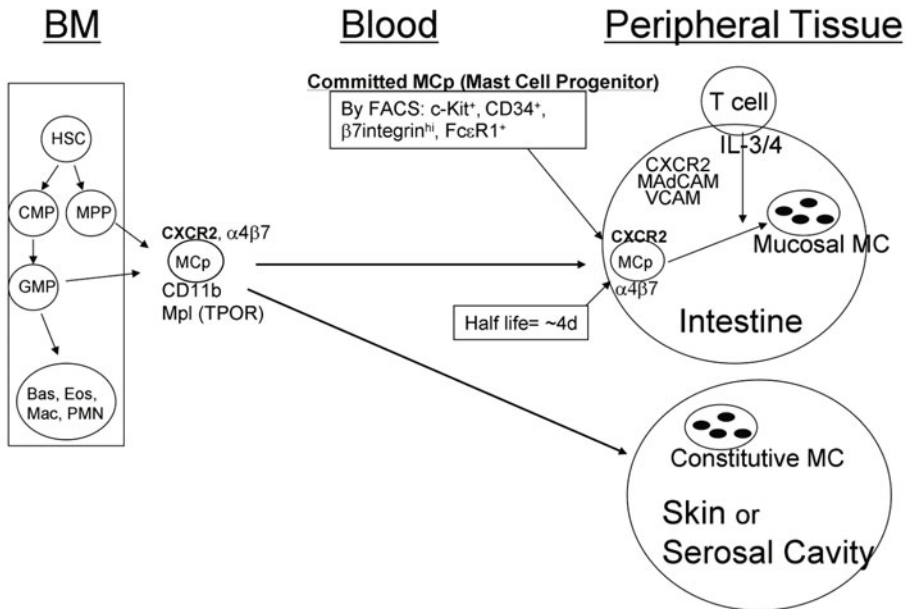 BM
Blood
Peripheral Tissue
Committed MCp (Mast Cell Progenitor)
By FACS: c-Kit⁺, CD34⁺,
β7integrinʰⁱ, FcεR1⁺
T cell
IL-3/4
CXCR2
MAdCAM
VCAM
Mucosal MC
HSC
CMP
MPP
GMP
Bas, Eos,
Mac, PMN
CXCR2, α4β7
MCp
CD11b
Mpl (TPOR)
CXCR2
MCp
α4β7
Half life= ~4d
Intestine
Constitutive MC
Skin or
Serosal Cavity